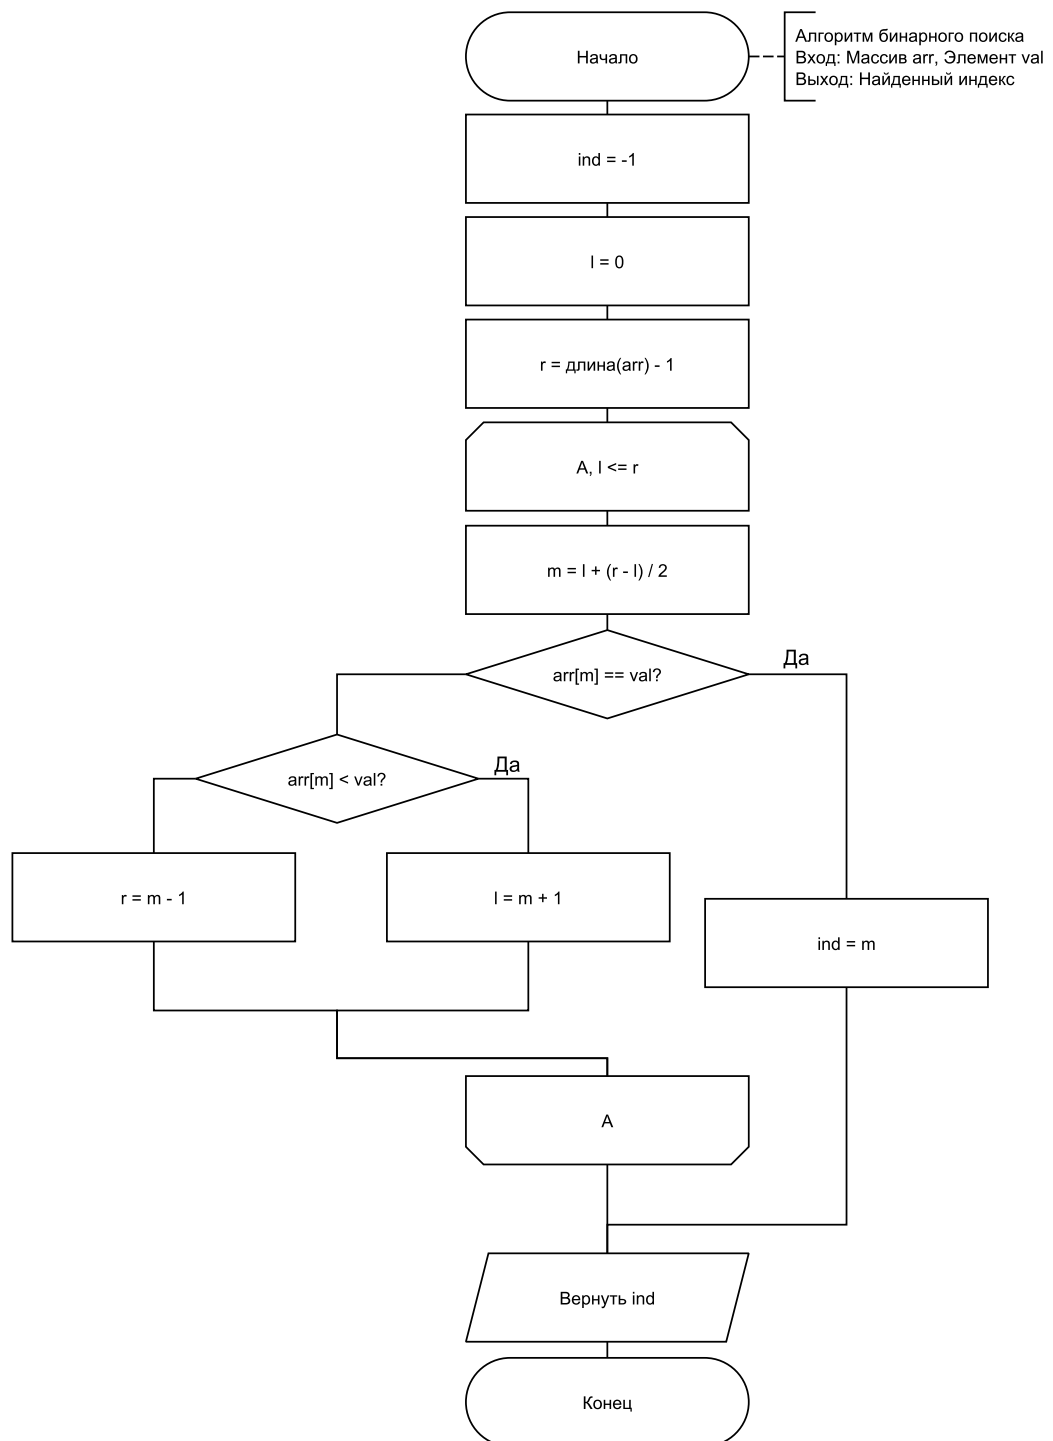 Начало
Алгоритм бинарного поиска
Вход: Массив arr, Элемент val
Выход: Найденный индекс
ind = -1
l = 0
r = длина(arr) - 1
A, l <= r
m = l + (r - l) / 2
arr[m] == val?
Да
arr[m] < val?
Да
r = m - 1
l = m + 1
ind = m
A
Вернуть ind
Конец